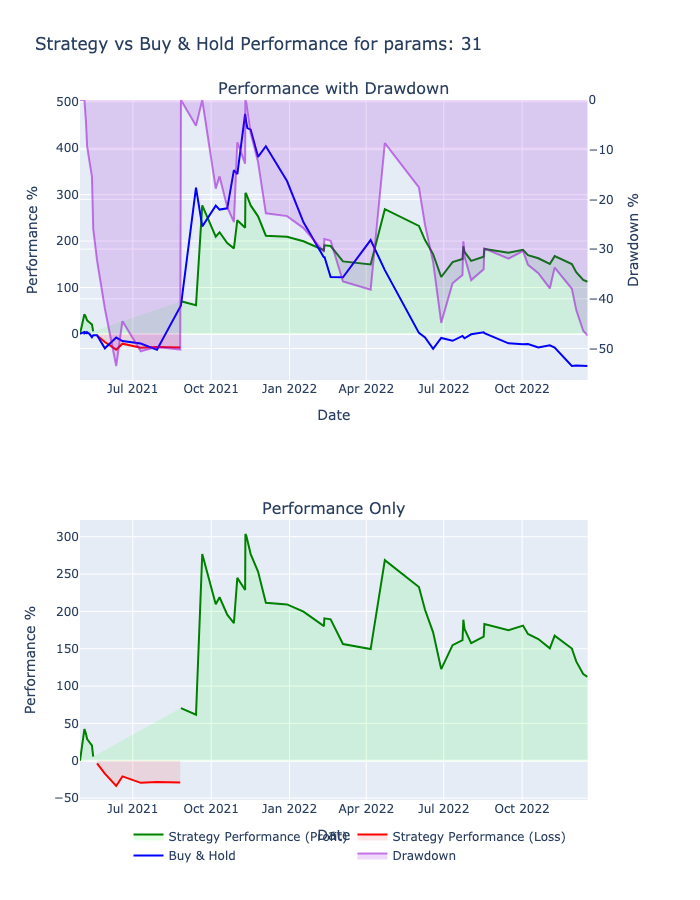 Strategy vs Buy & Hold Performance for params: 31
Performance with Drawdown
500
400
300
200
100
0
Performance %
0
−10
−20
−30
−40
−50
Drawdown %
Jul 2021 Oct 2021 Jan 2022 Apr 2022 Jul 2022 Oct 2022
Date
Performance Only
300
250
200
150
100
50
0
−50
Performance %
Jul 2021 Oct 2021 Jan 2022 Apr 2022 Jul 2022 Oct 2022
Date
Strategy Performance (Profit) Strategy Performance (Loss)
Buy & Hold Drawdown